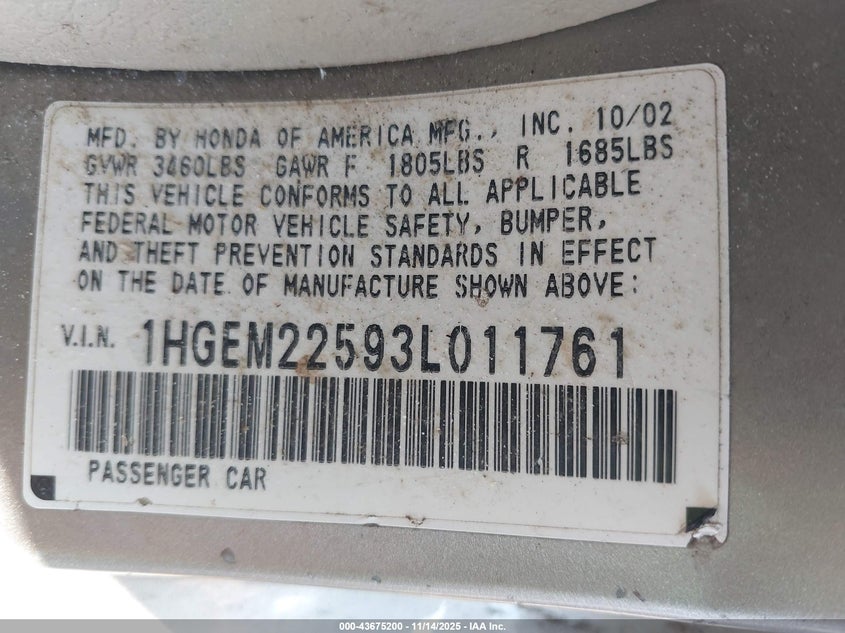 MFD. BY HONDA OF AMERICA MFG., INC. 10/02
GVWR 3460LBS GAWR F 1805LBS R 1685LBS
THIS VEHICLE CONFORMS TO ALL APPLICABLE
FEDERAL MOTOR VEHICLE SAFETY, BUMPER,
AND THEFT PREVENTION STANDARDS IN EFFECT
ON THE DATE OF MANUFACTURE SHOWN ABOVE:
V.I.N. 1HGEM22593L011761
PASSENGER CAR
000-43675200 - 11/14/2025 - IAA Inc.